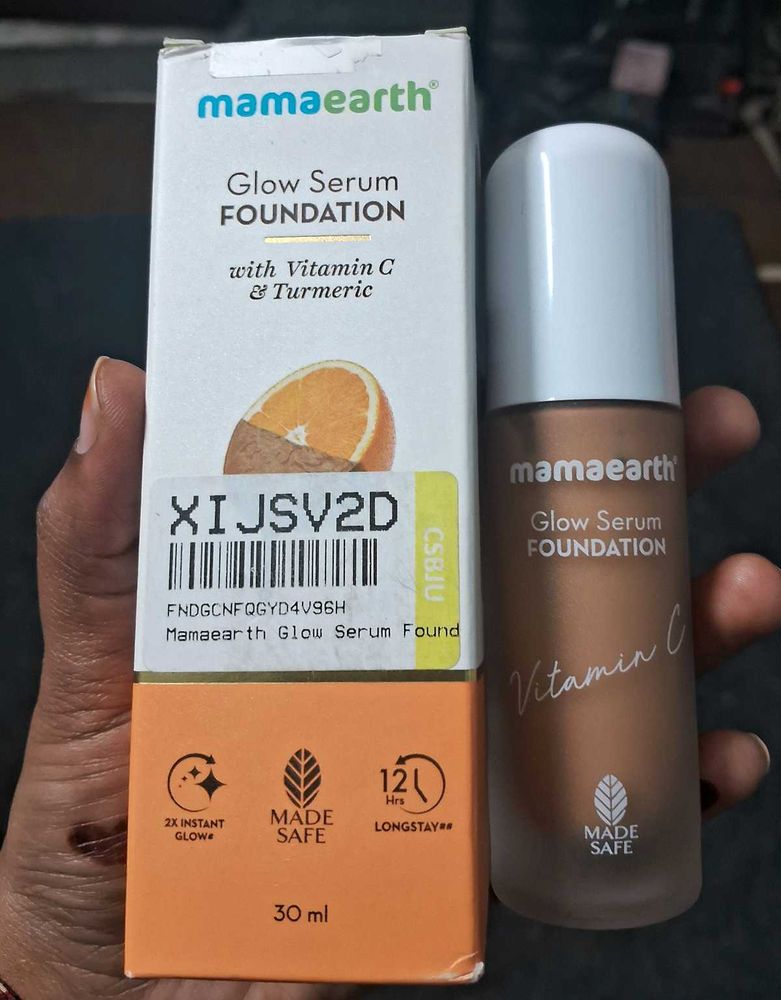 mamaearth®
Glow Serum
FOUNDATION
with Vitamin C
& Turmeric
XIJSV2D
CSBIU
FNDGCNFQGYD4V96H
Mamaearth Glow Serum Found
2X INSTANT
GLOW#
MADE
SAFE
12
Hrs
LONGSTAY##
30 ml
mamaearth®
Glow Serum
FOUNDATION
Vitamin C
MADE
SAFE